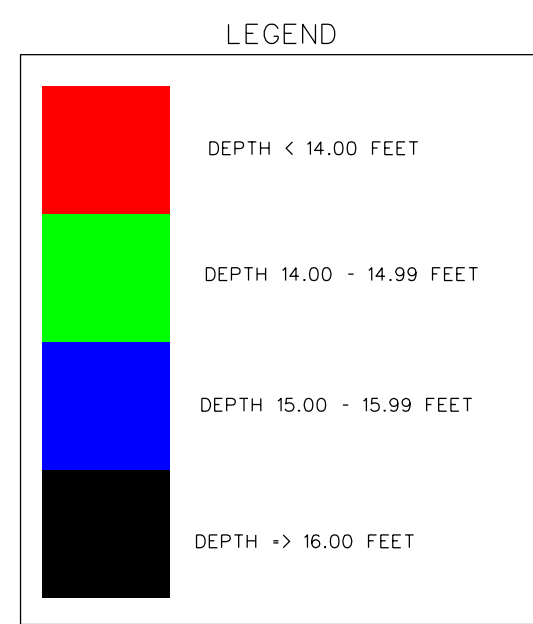 LEGEND
DEPTH < 14.00 FEET
DEPTH 14.00 - 14.99 FEET
DEPTH 15.00 - 15.99 FEET
DEPTH => 16.00 FEET